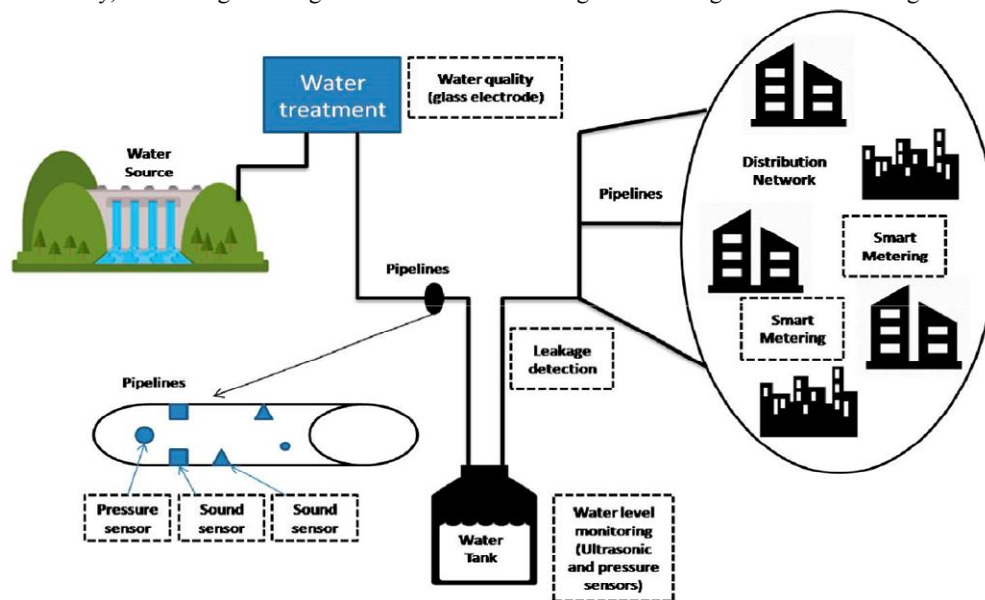 Water
treatment
Water quality
(glass electrode)
Water
Source
Distribution
Network
Pipelines
Smart
Metering
Pipelines
Smart
Metering
Leakage
detection
Pipelines
Pressure
sensor
Sound
sensor
Sound
sensor
Water
Tank
Water level
monitoring
(Ultrasonic
and pressure
sensors)